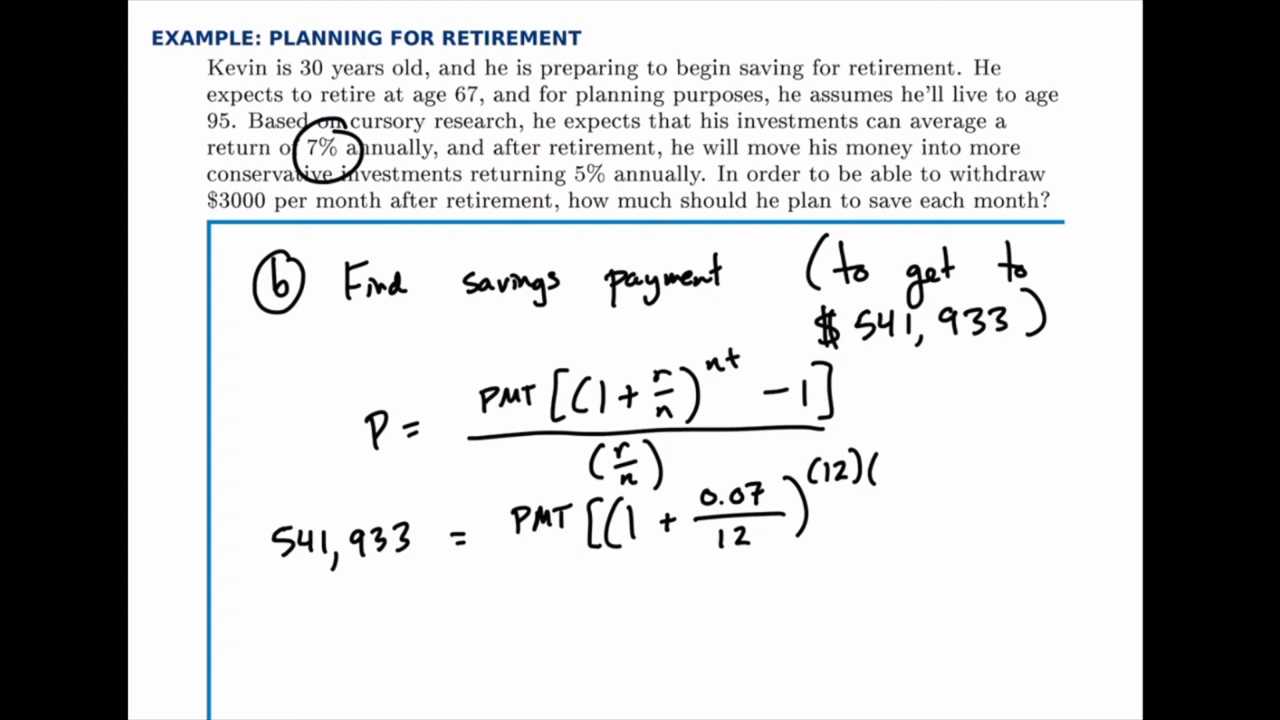 EXAMPLE: PLANNING FOR RETIREMENT
Kevin is 30 years old, and he is preparing to begin saving for retirement. He
expects to retire at age 67, and for planning purposes, he assumes he'll live to age
95. Based on cursory research, he expects that his investments can average a
return of 7% annually, and after retirement, he will move his money into more
conservative investments returning 5% annually. In order to be able to withdraw
$3000 per month after retirement, how much should he plan to save each month?
b Find savings payment (to get to
$ 541,933)
P = PMT[(1 + r/n)^nt - 1] / (r/n)
541,933 = PMT[(1 + 0.07/12)^(12)(